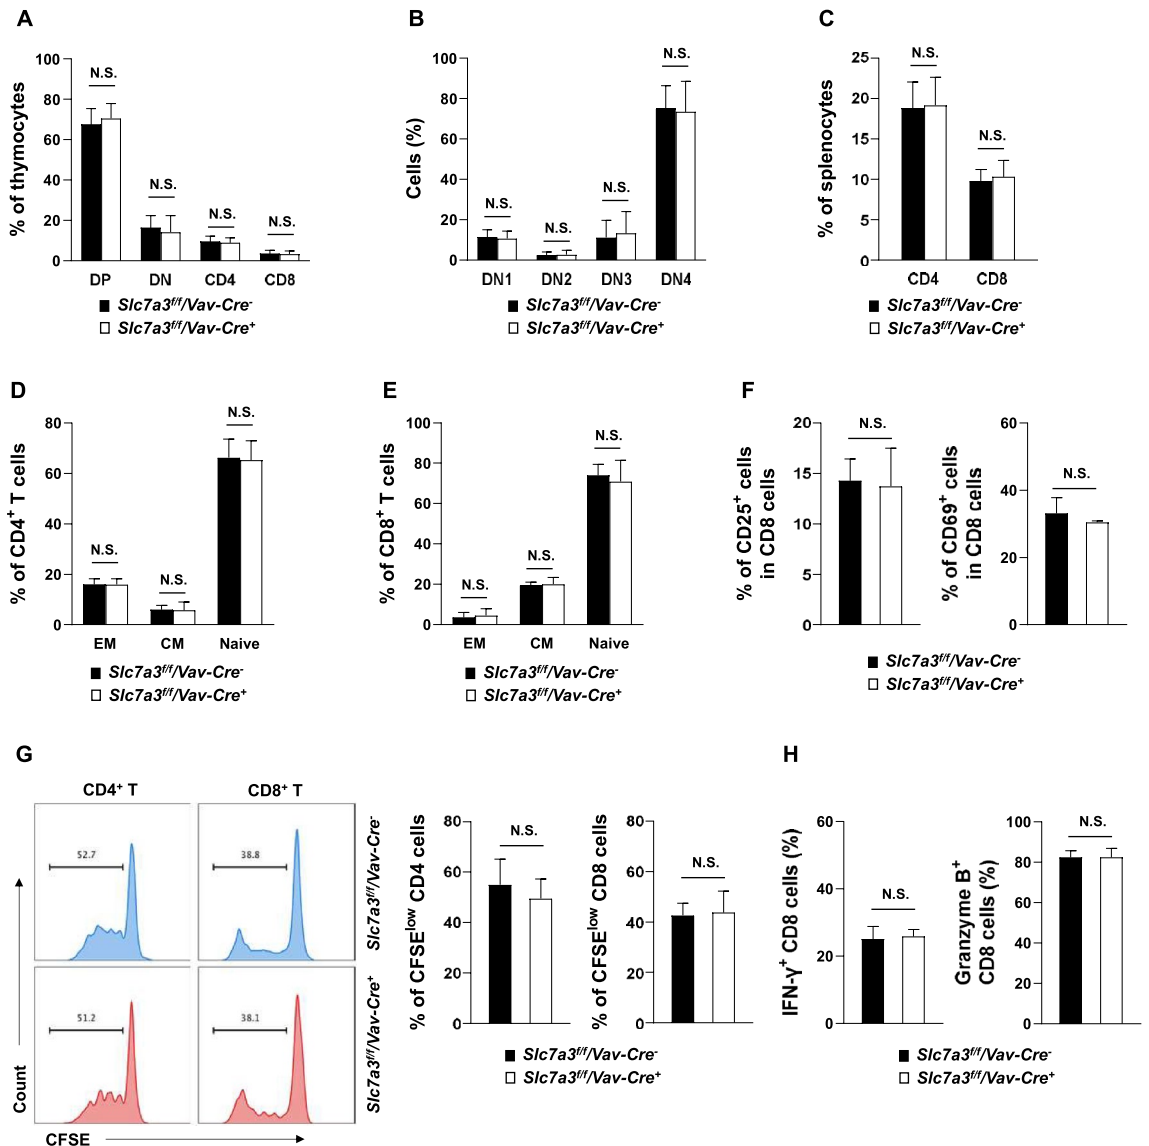 A
% of thymocytes
100
80
60
40
20
0
N.S.
N.S.
N.S.
N.S.
DP DN CD4 CD8
Slc7a3f/f/Vav-Cre-
Slc7a3f/f/Vav-Cre+
B
Cells (%)
100
80
60
40
20
0
N.S.
N.S.
N.S.
N.S.
DN1 DN2 DN3 DN4
Slc7a3f/f/Vav-Cre-
Slc7a3f/f/Vav-Cre+
C
% of splenocytes
25
20
15
10
5
0
N.S.
N.S.
CD4 CD8
Slc7a3f/f/Vav-Cre-
Slc7a3f/f/Vav-Cre+
D
% of CD4+ T cells
80
60
40
20
0
N.S.
N.S.
N.S.
EM CM Naive
Slc7a3f/f/Vav-Cre-
Slc7a3f/f/Vav-Cre+
E
% of CD8+ T cells
100
80
60
40
20
0
N.S.
N.S.
N.S.
EM CM Naive
Slc7a3f/f/Vav-Cre-
Slc7a3f/f/Vav-Cre+
F
% of CD25+ cells
in CD8 cells
20
15
10
5
0
N.S.
% of CD69+ cells
in CD8 cells
60
40
20
0
N.S.
Slc7a3f/f/Vav-Cre-
Slc7a3f/f/Vav-Cre+
G
CD4+ T CD8+ T
52.7
38.8
Slc7a3f/f/Vav-Cre-
51.2
38.1
Slc7a3f/f/Vav-Cre+
Count
CFSE
% of CFSElow CD4 cells
80
60
40
20
0
N.S.
% of CFSElow CD8 cells
80
60
40
20
0
N.S.
Slc7a3f/f/Vav-Cre-
Slc7a3f/f/Vav-Cre+
H
IFN-γ+ CD8 cells (%)
60
40
20
0
N.S.
Granzyme B+
CD8 cells (%)
100
80
60
40
20
0
N.S.
Slc7a3f/f/Vav-Cre-
Slc7a3f/f/Vav-Cre+